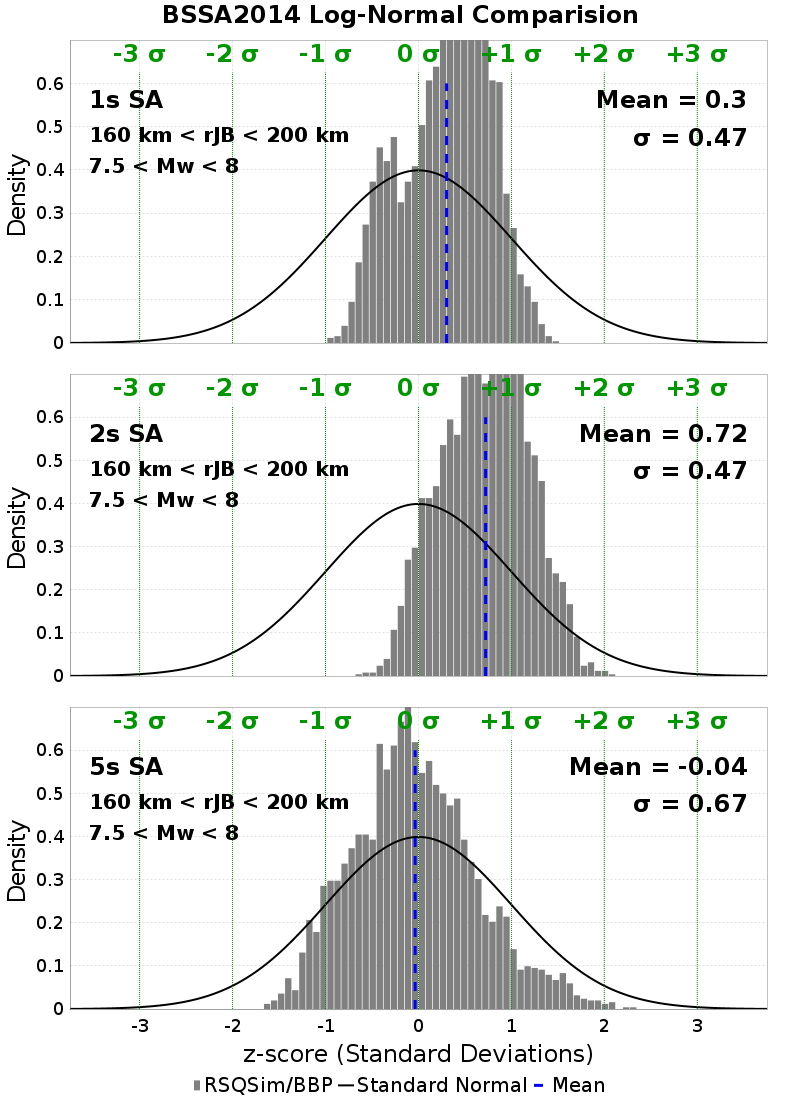 BSSA2014 Log-Normal Comparision
-3 σ -2 σ -1 σ 0 σ +1 σ +2 σ +3 σ
1s SA
Mean = 0.3
160 km < rJB < 200 km
σ = 0.47
7.5 < Mw < 8
Density
0.6
0.5
0.4
0.3
0.2
0.1
0
-3 σ -2 σ -1 σ 0 σ +1 σ +2 σ +3 σ
2s SA
Mean = 0.72
160 km < rJB < 200 km
σ = 0.47
7.5 < Mw < 8
Density
0.6
0.5
0.4
0.3
0.2
0.1
0
-3 σ -2 σ -1 σ 0 σ +1 σ +2 σ +3 σ
5s SA
Mean = -0.04
160 km < rJB < 200 km
σ = 0.67
7.5 < Mw < 8
Density
0.6
0.5
0.4
0.3
0.2
0.1
0
-3 -2 -1 0 1 2 3
z-score (Standard Deviations)
RSQSim/BBP Standard Normal Mean